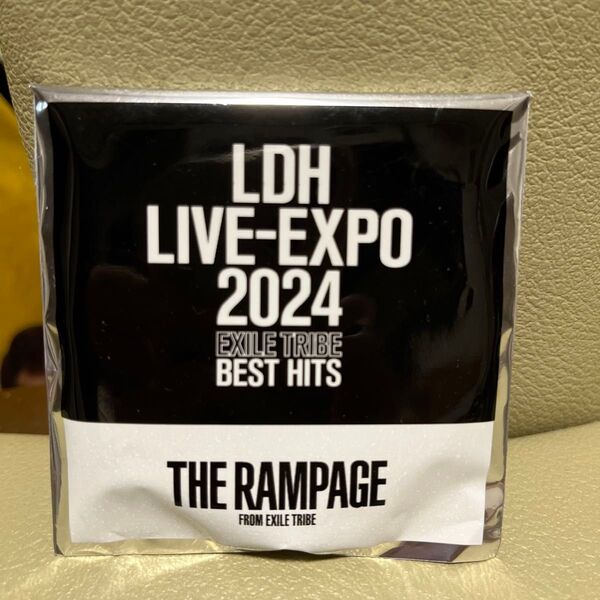 LDH
LIVE-EXPO
2024
EXILE TRIBE
BEST HITS
THE RAMPAGE
FROM EXILE TRIBE